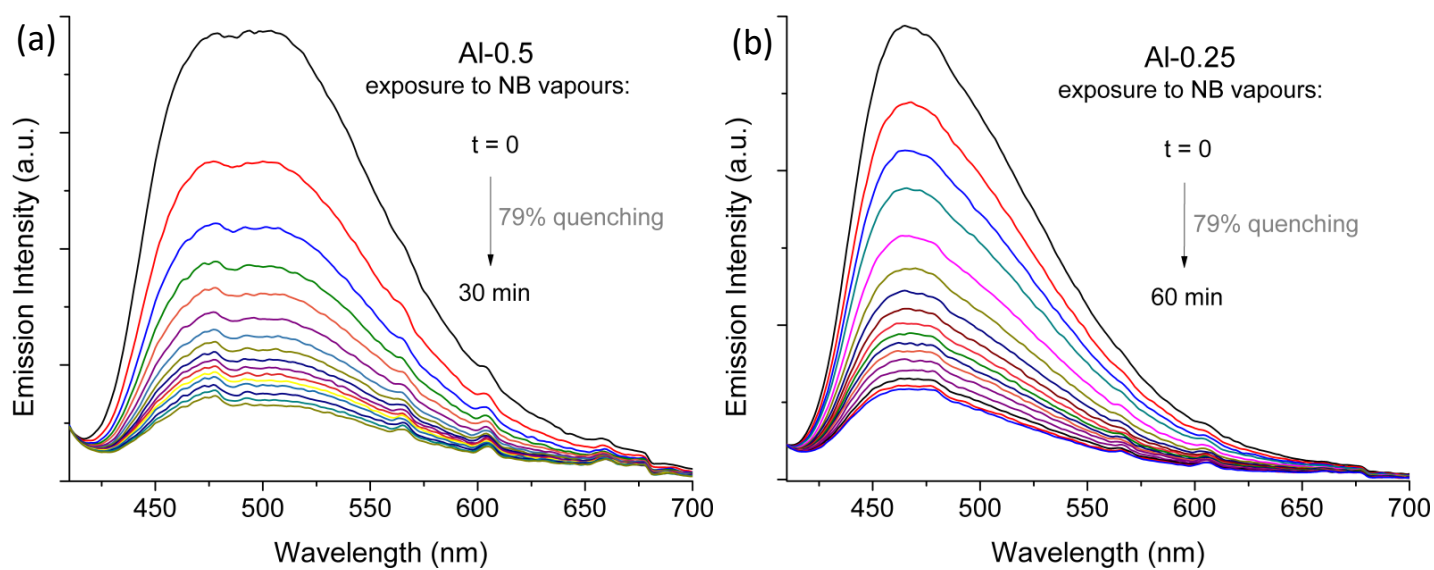 (a)
Al-0.5
exposure to NB vapours:
t = 0
79% quenching
30 min
Emission Intensity (a.u.)
450 500 550 600 650 700
Wavelength (nm)
(b)
Al-0.25
exposure to NB vapours:
t = 0
79% quenching
60 min
Emission Intensity (a.u.)
450 500 550 600 650 700
Wavelength (nm)